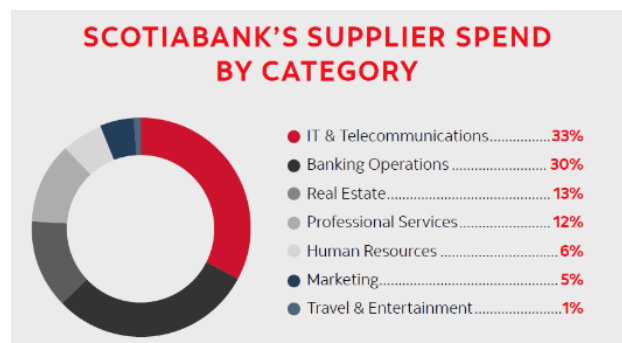 SCOTIABANK'S SUPPLIER SPEND
BY CATEGORY
IT & Telecommunications................33%
Banking Operations.........................30%
Real Estate............................................13%
Professional Services.........................12%
Human Resources................................6%
Marketing................................................5%
Travel & Entertainment.......................1%